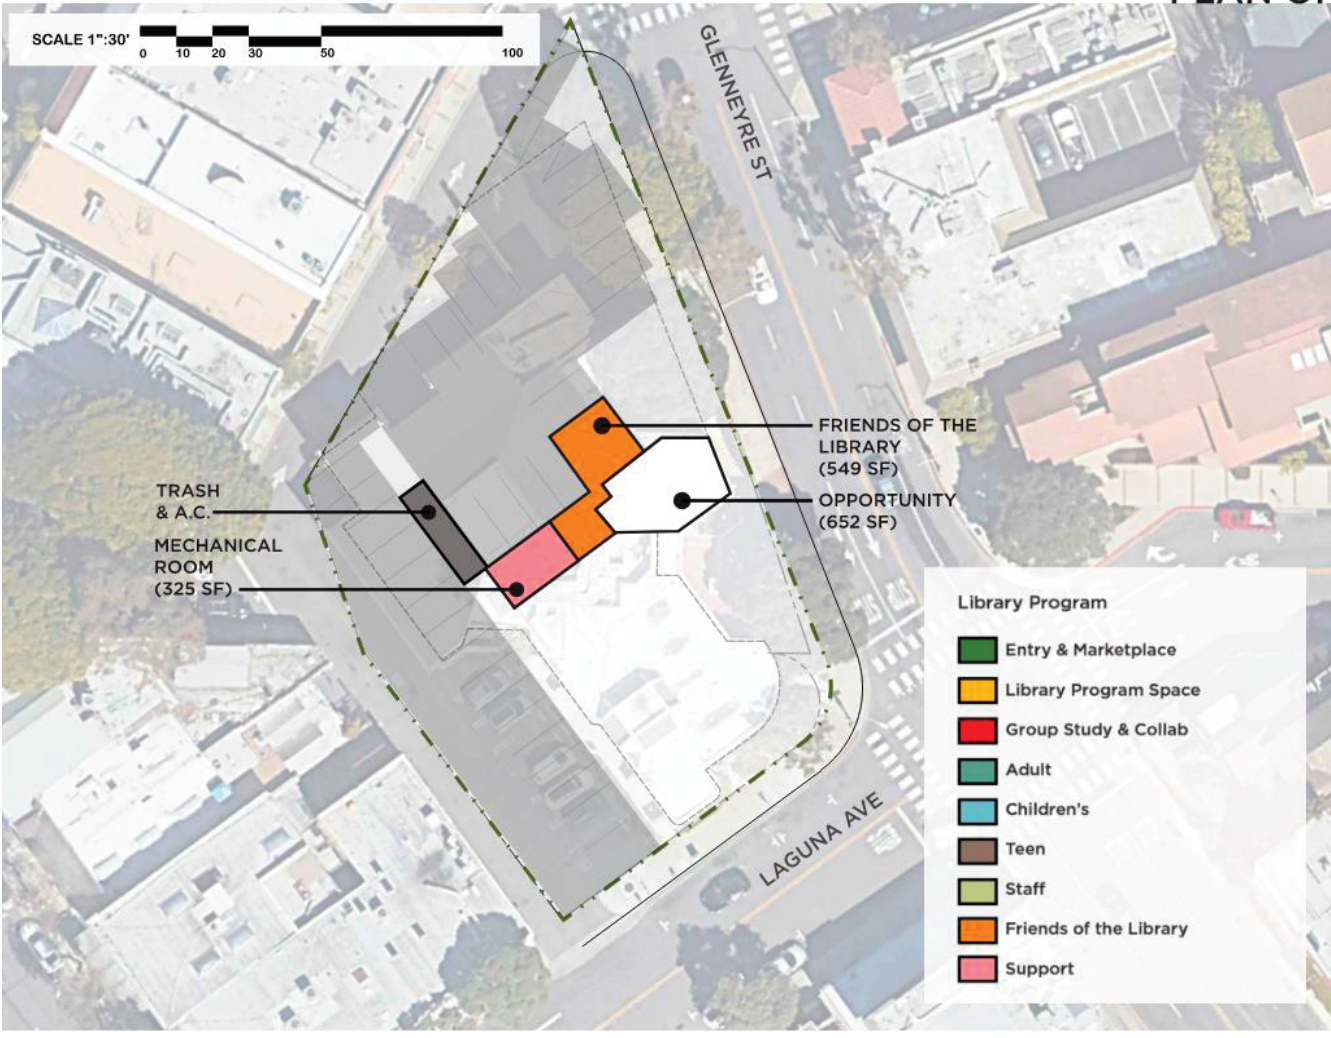 PLAN O
SCALE 1":30'
0 10 20 30 50 100
GLENNEYRE ST
FRIENDS OF THE
LIBRARY
(549 SF)
OPPORTUNITY
(652 SF)
TRASH
& A.C.
MECHANICAL
ROOM
(325 SF)
LAGUNA AVE
Library Program
Entry & Marketplace
Library Program Space
Group Study & Collab
Adult
Children's
Teen
Staff
Friends of the Library
Support